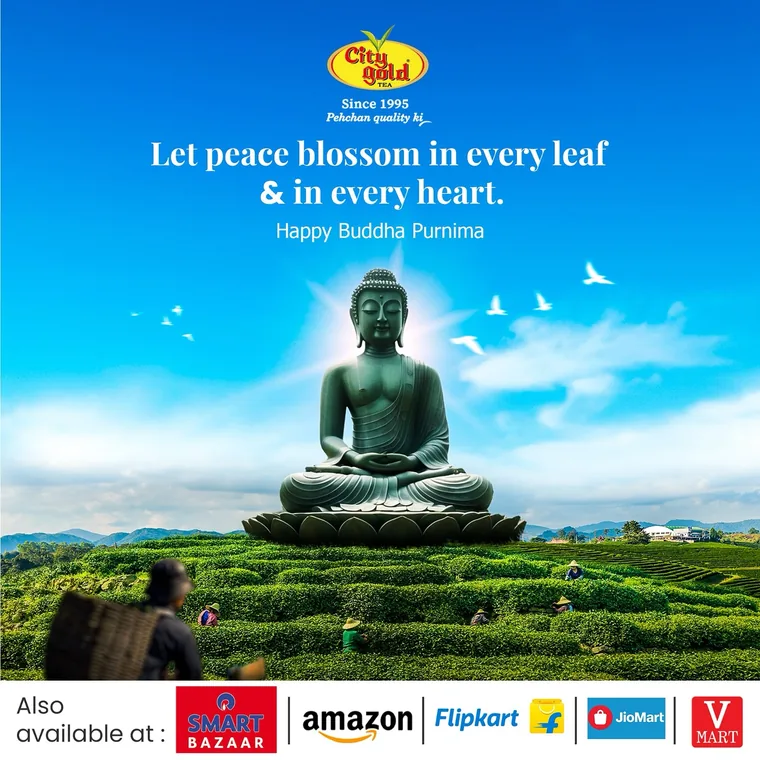 City
gold
TEA
Since 1995
Pehchan quality ki
Let peace blossom in every leaf
& in every heart.
Happy Buddha Purnima
Also
available at :
SMART
BAZAAR
amazon
Flipkart
JioMart
V
MART